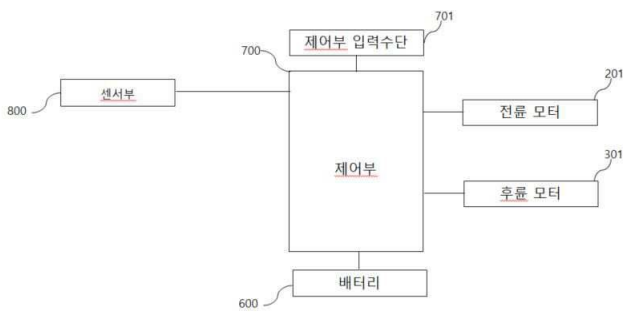 701
제어부 입력수단
700
201
센서부
전륜 모터
800
301
제어부
후륜 모터
배터리
600